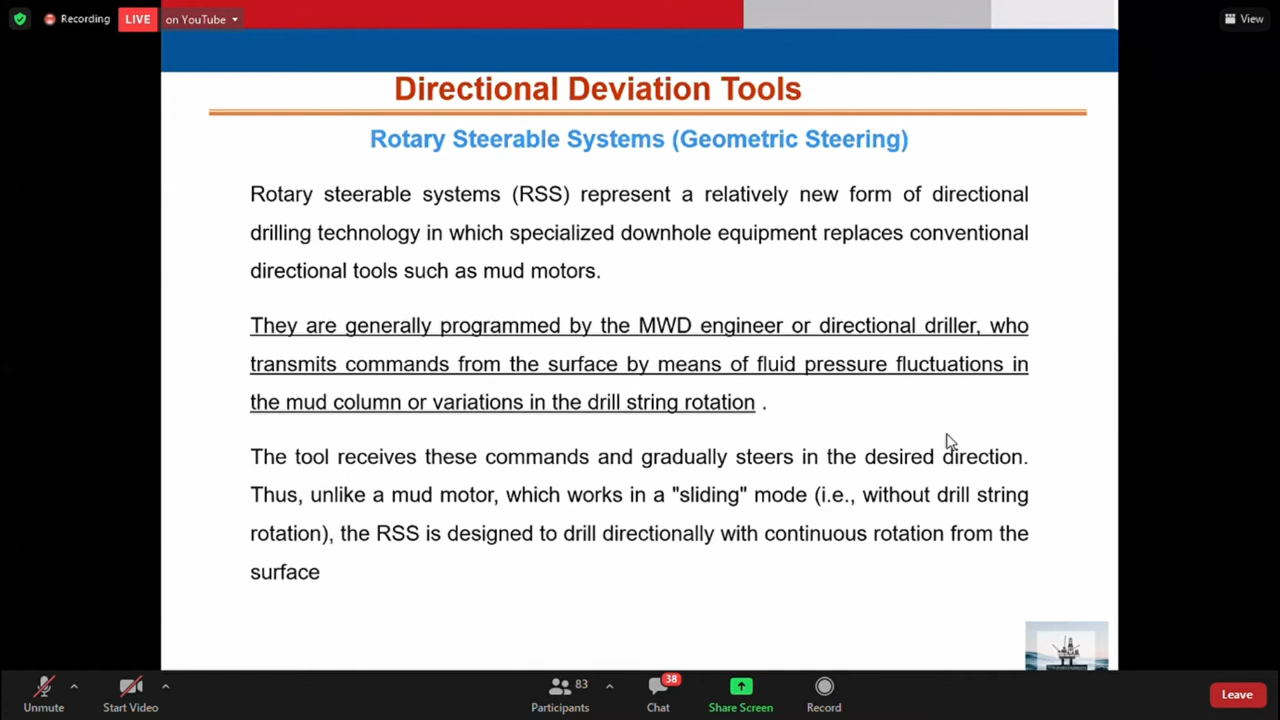 Recording
LIVE
on YouTube
View
Directional Deviation Tools
Rotary Steerable Systems (Geometric Steering)
Rotary steerable systems (RSS) represent a relatively new form of directional
drilling technology in which specialized downhole equipment replaces conventional
directional tools such as mud motors.
They are generally programmed by the MWD engineer or directional driller, who
transmits commands from the surface by means of fluid pressure fluctuations in
the mud column or variations in the drill string rotation .
The tool receives these commands and gradually steers in the desired direction.
Thus, unlike a mud motor, which works in a "sliding" mode (i.e., without drill string
rotation), the RSS is designed to drill directionally with continuous rotation from the
surface
Unmute
Start Video
83
Participants
38
Chat
Share Screen
Record
Leave